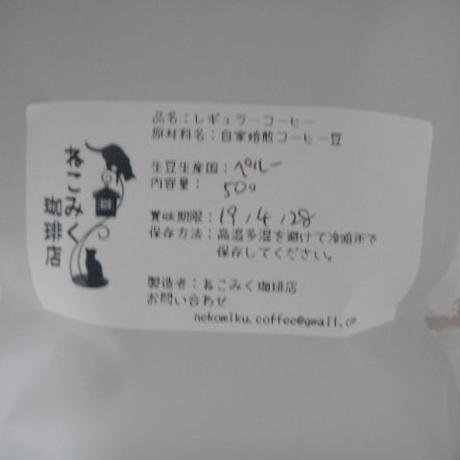 ねこみく
珈琲店
品名：レギュラーコーヒー
原材料名：自家焙煎コーヒー豆
生豆生産国：ペルー
内容量：50g
賞味期限：19/4/28
保存方法：高温多湿を避けて冷暗所で
保存してください。
製造者：ねこみく珈琲店
お問い合わせ
nekomiku.coffee@gmail.c